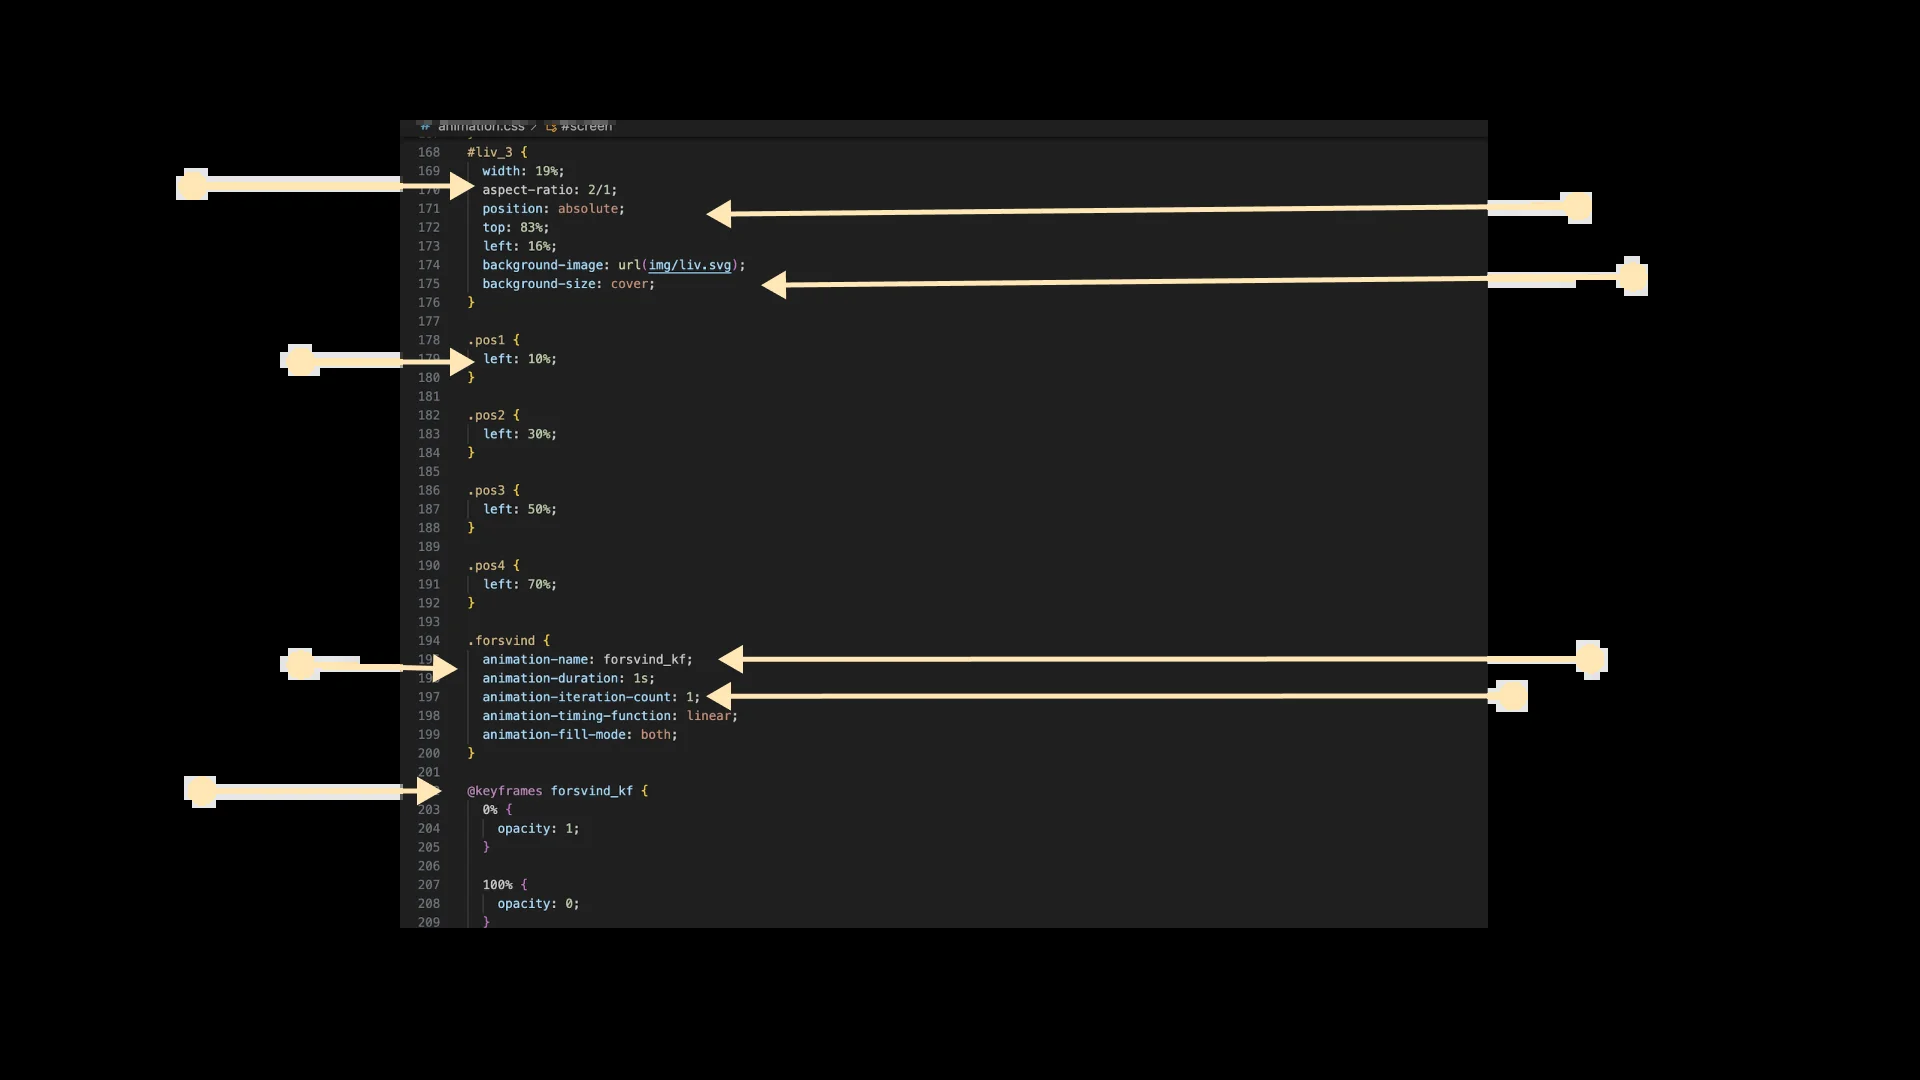 # animation.css > #screen
168 #liv_3 {
169 width: 19%;
170 aspect-ratio: 2/1;
171 position: absolute;
172 top: 83%;
173 left: 16%;
174 background-image: url(img/liv.svg);
175 background-size: cover;
176 }
177
178 .pos1 {
179 left: 10%;
180 }
181
182 .pos2 {
183 left: 30%;
184 }
185
186 .pos3 {
187 left: 50%;
188 }
189
190 .pos4 {
191 left: 70%;
192 }
193
194 .forsvind {
195 animation-name: forsvind_kf;
196 animation-duration: 1s;
197 animation-iteration-count: 1;
198 animation-timing-function: linear;
199 animation-fill-mode: both;
200 }
201
@keyframes forsvind_kf {
203 0% {
204 opacity: 1;
205 }
206
207 100% {
208 opacity: 0;
209 }